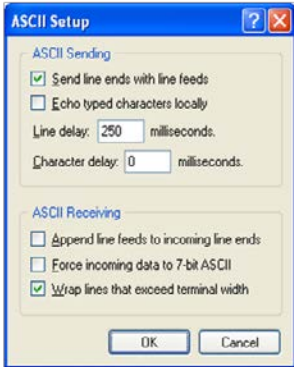 ASCII Setup
ASCII Sending
Send line ends with line feeds
Echo typed characters locally
Line delay: 250 milliseconds.
Character delay: 0 milliseconds.
ASCII Receiving
Append line feeds to incoming line ends
Force incoming data to 7-bit ASCII
Wrap lines that exceed terminal width
OK Cancel